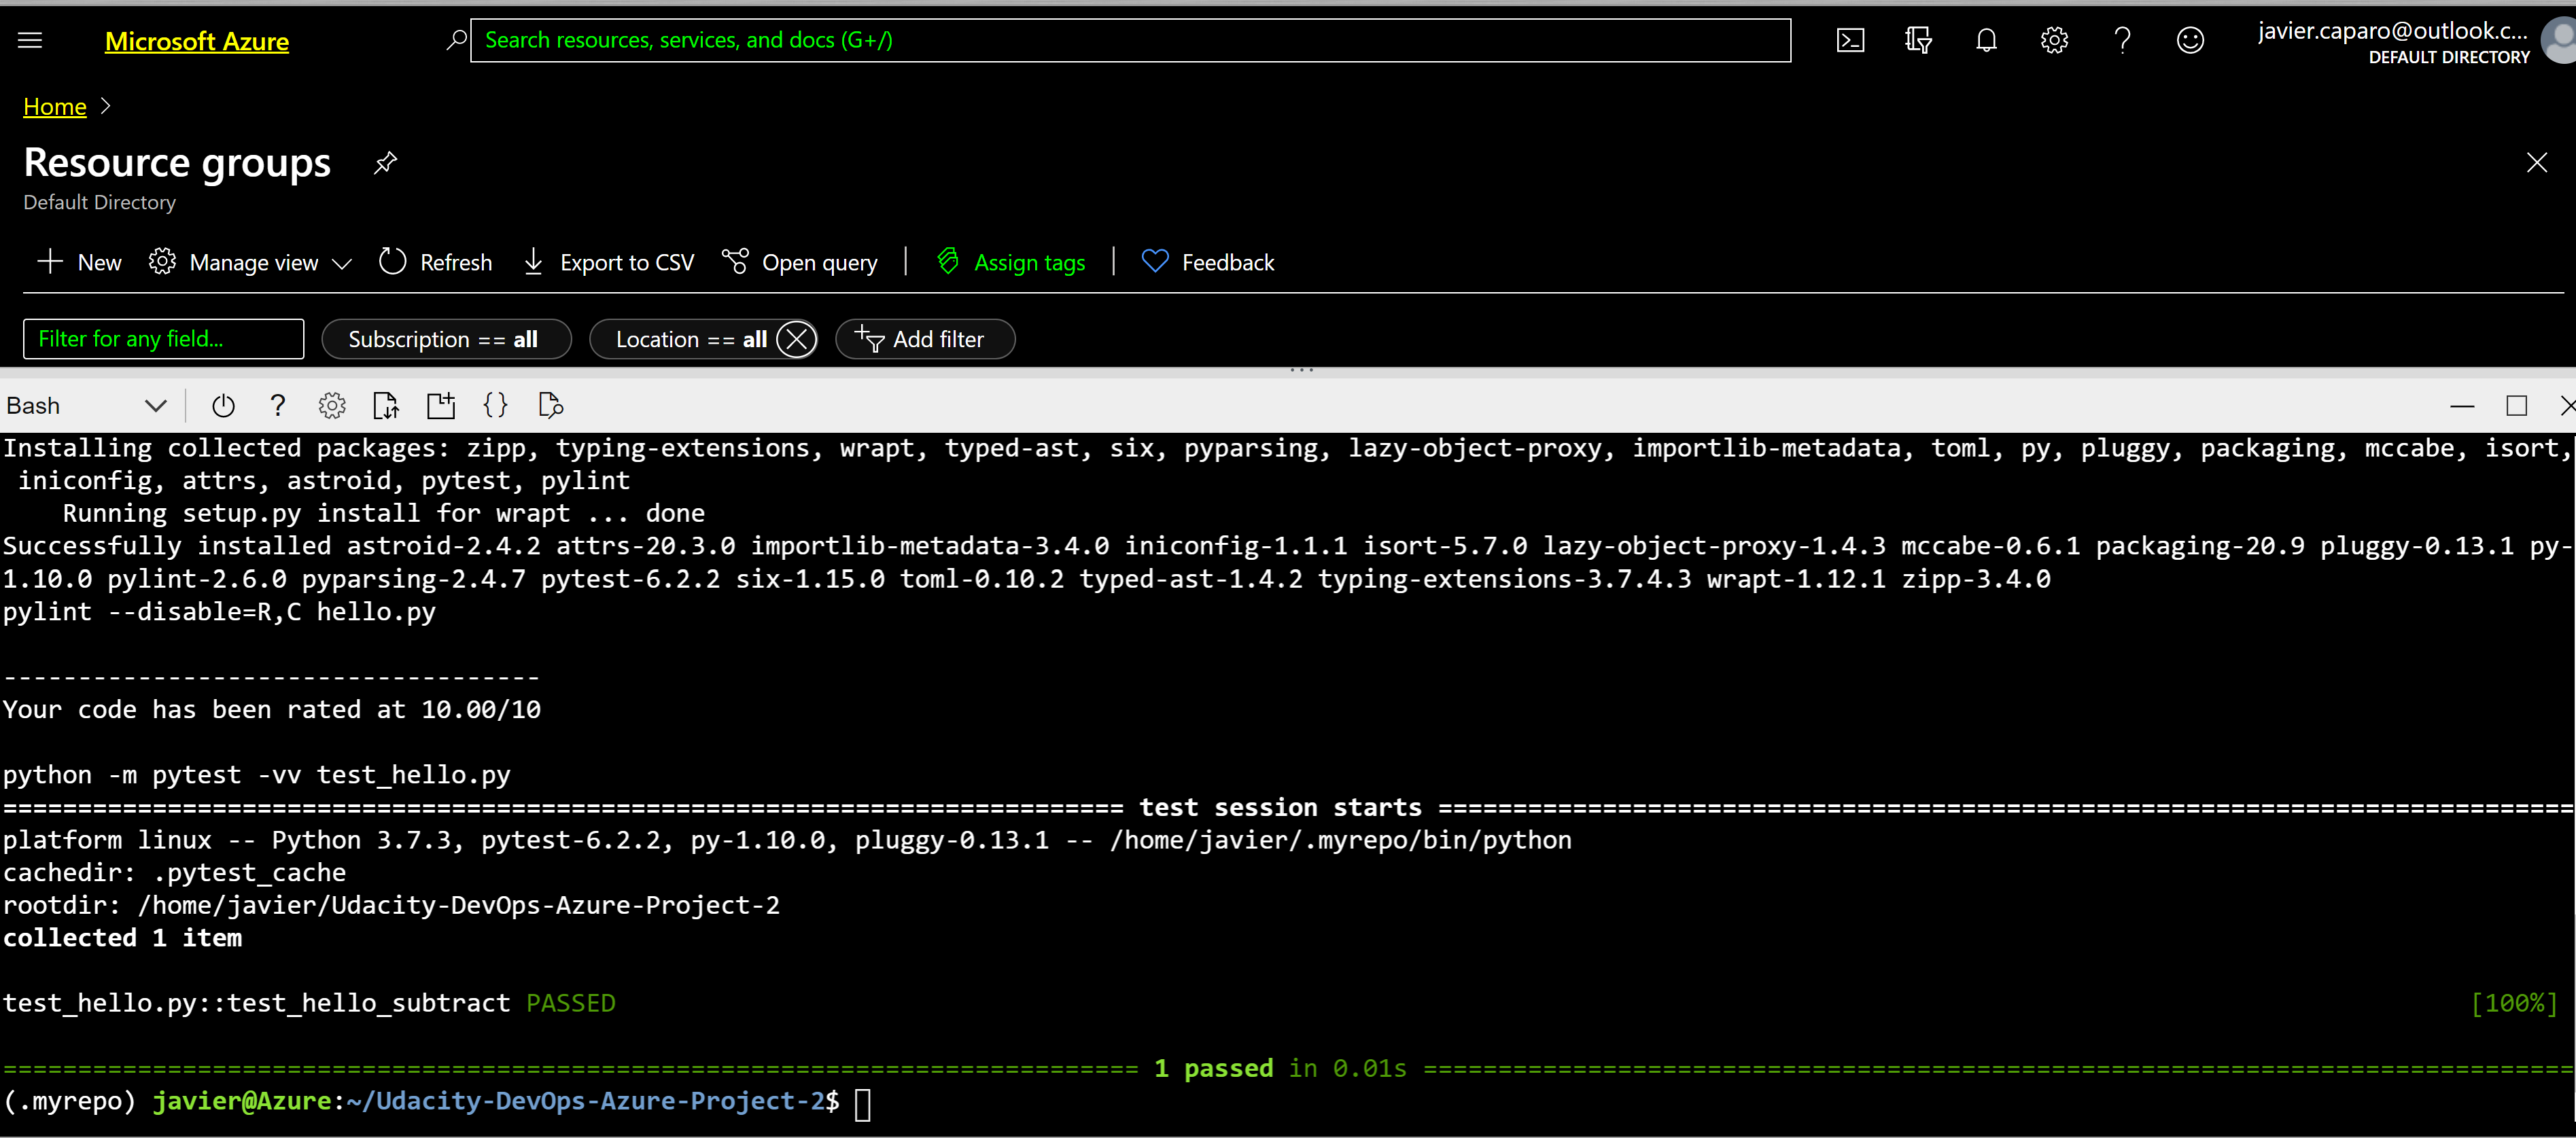 Microsoft Azure
Search resources, services, and docs (G+/)
javier.caparo@outlook.c...
DEFAULT DIRECTORY
Home
Resource groups
Default Directory
New
Manage view
Refresh
Export to CSV
Open query
Assign tags
Feedback
Filter for any field...
Subscription == all
Location == all
Add filter
Bash
Installing collected packages: zipp, typing-extensions, wrapt, typed-ast, six, pyparsing, lazy-object-proxy, importlib-metadata, toml, py, pluggy, packaging, mccabe, isort,
iniconfig, attrs, astroid, pytest, pylint
Running setup.py install for wrapt ... done
Successfully installed astroid-2.4.2 attrs-20.3.0 importlib-metadata-3.4.0 iniconfig-1.1.1 isort-5.7.0 lazy-object-proxy-1.4.3 mccabe-0.6.1 packaging-20.9 pluggy-0.13.1 py-
1.10.0 pylint-2.6.0 pyparsing-2.4.7 pytest-6.2.2 six-1.15.0 toml-0.10.2 typed-ast-1.4.2 typing-extensions-3.7.4.3 wrapt-1.12.1 zipp-3.4.0
pylint --disable=R,C hello.py
------------------------------------
Your code has been rated at 10.00/10
python -m pytest -vv test_hello.py
=========================================================================== test session starts ============================================================================
platform linux -- Python 3.7.3, pytest-6.2.2, py-1.10.0, pluggy-0.13.1 -- /home/javier/.myrepo/bin/python
cachedir: .pytest_cache
rootdir: /home/javier/Udacity-DevOps-Azure-Project-2
collected 1 item
test_hello.py::test_hello_subtract PASSED [100%]
============================================================================ 1 passed in 0.01s =============================================================================
(.myrepo) javier@Azure:~/Udacity-DevOps-Azure-Project-2$